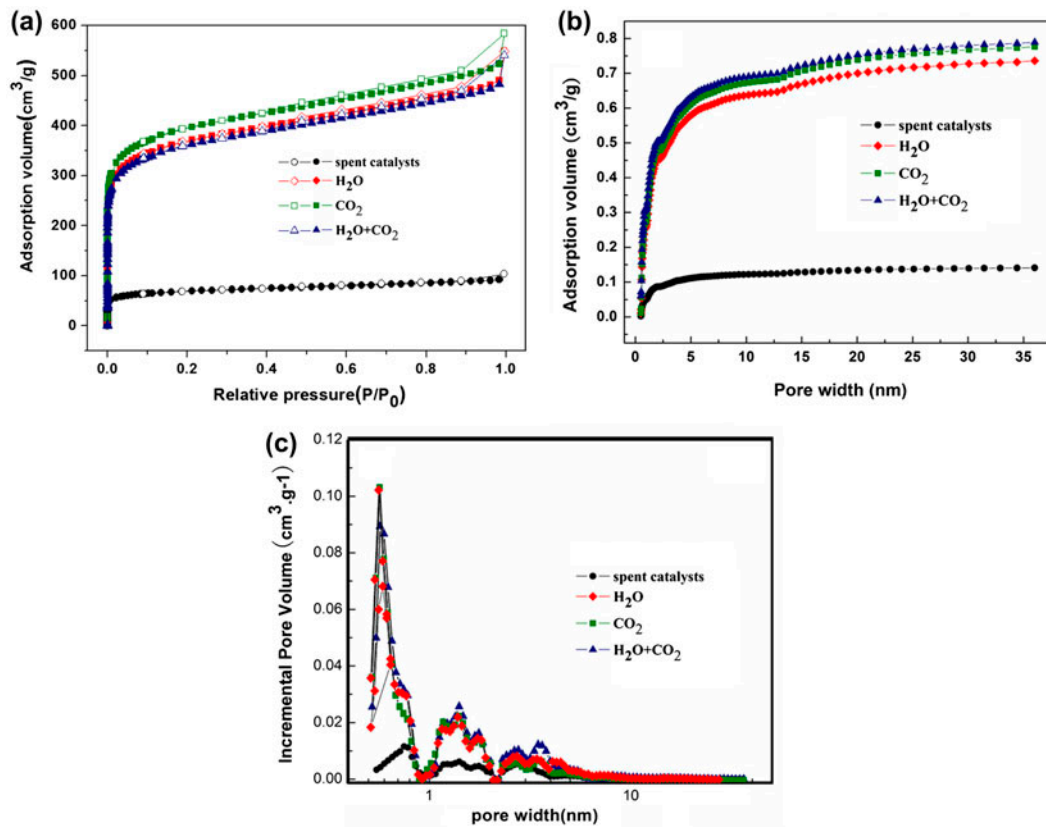 (a)
600
500
400
300
200
100
0
Adsorption volume(cm³/g)
spent catalysts
H₂O
CO₂
H₂O+CO₂
0.0 0.2 0.4 0.6 0.8 1.0
Relative pressure(P/P₀)
(b)
0.8
0.7
0.6
0.5
0.4
0.3
0.2
0.1
0.0
Adsorption volume (cm³/g)
spent catalysts
H₂O
CO₂
H₂O+CO₂
0 5 10 15 20 25 30 35
Pore width (nm)
(c)
0.12
0.10
0.08
0.06
0.04
0.02
0.00
Incremental Pore Volume (cm³.g-1)
spent catalysts
H₂O
CO₂
H₂O+CO₂
1 10
pore width(nm)